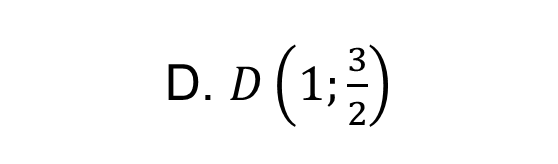 D. D (1; 3/2)